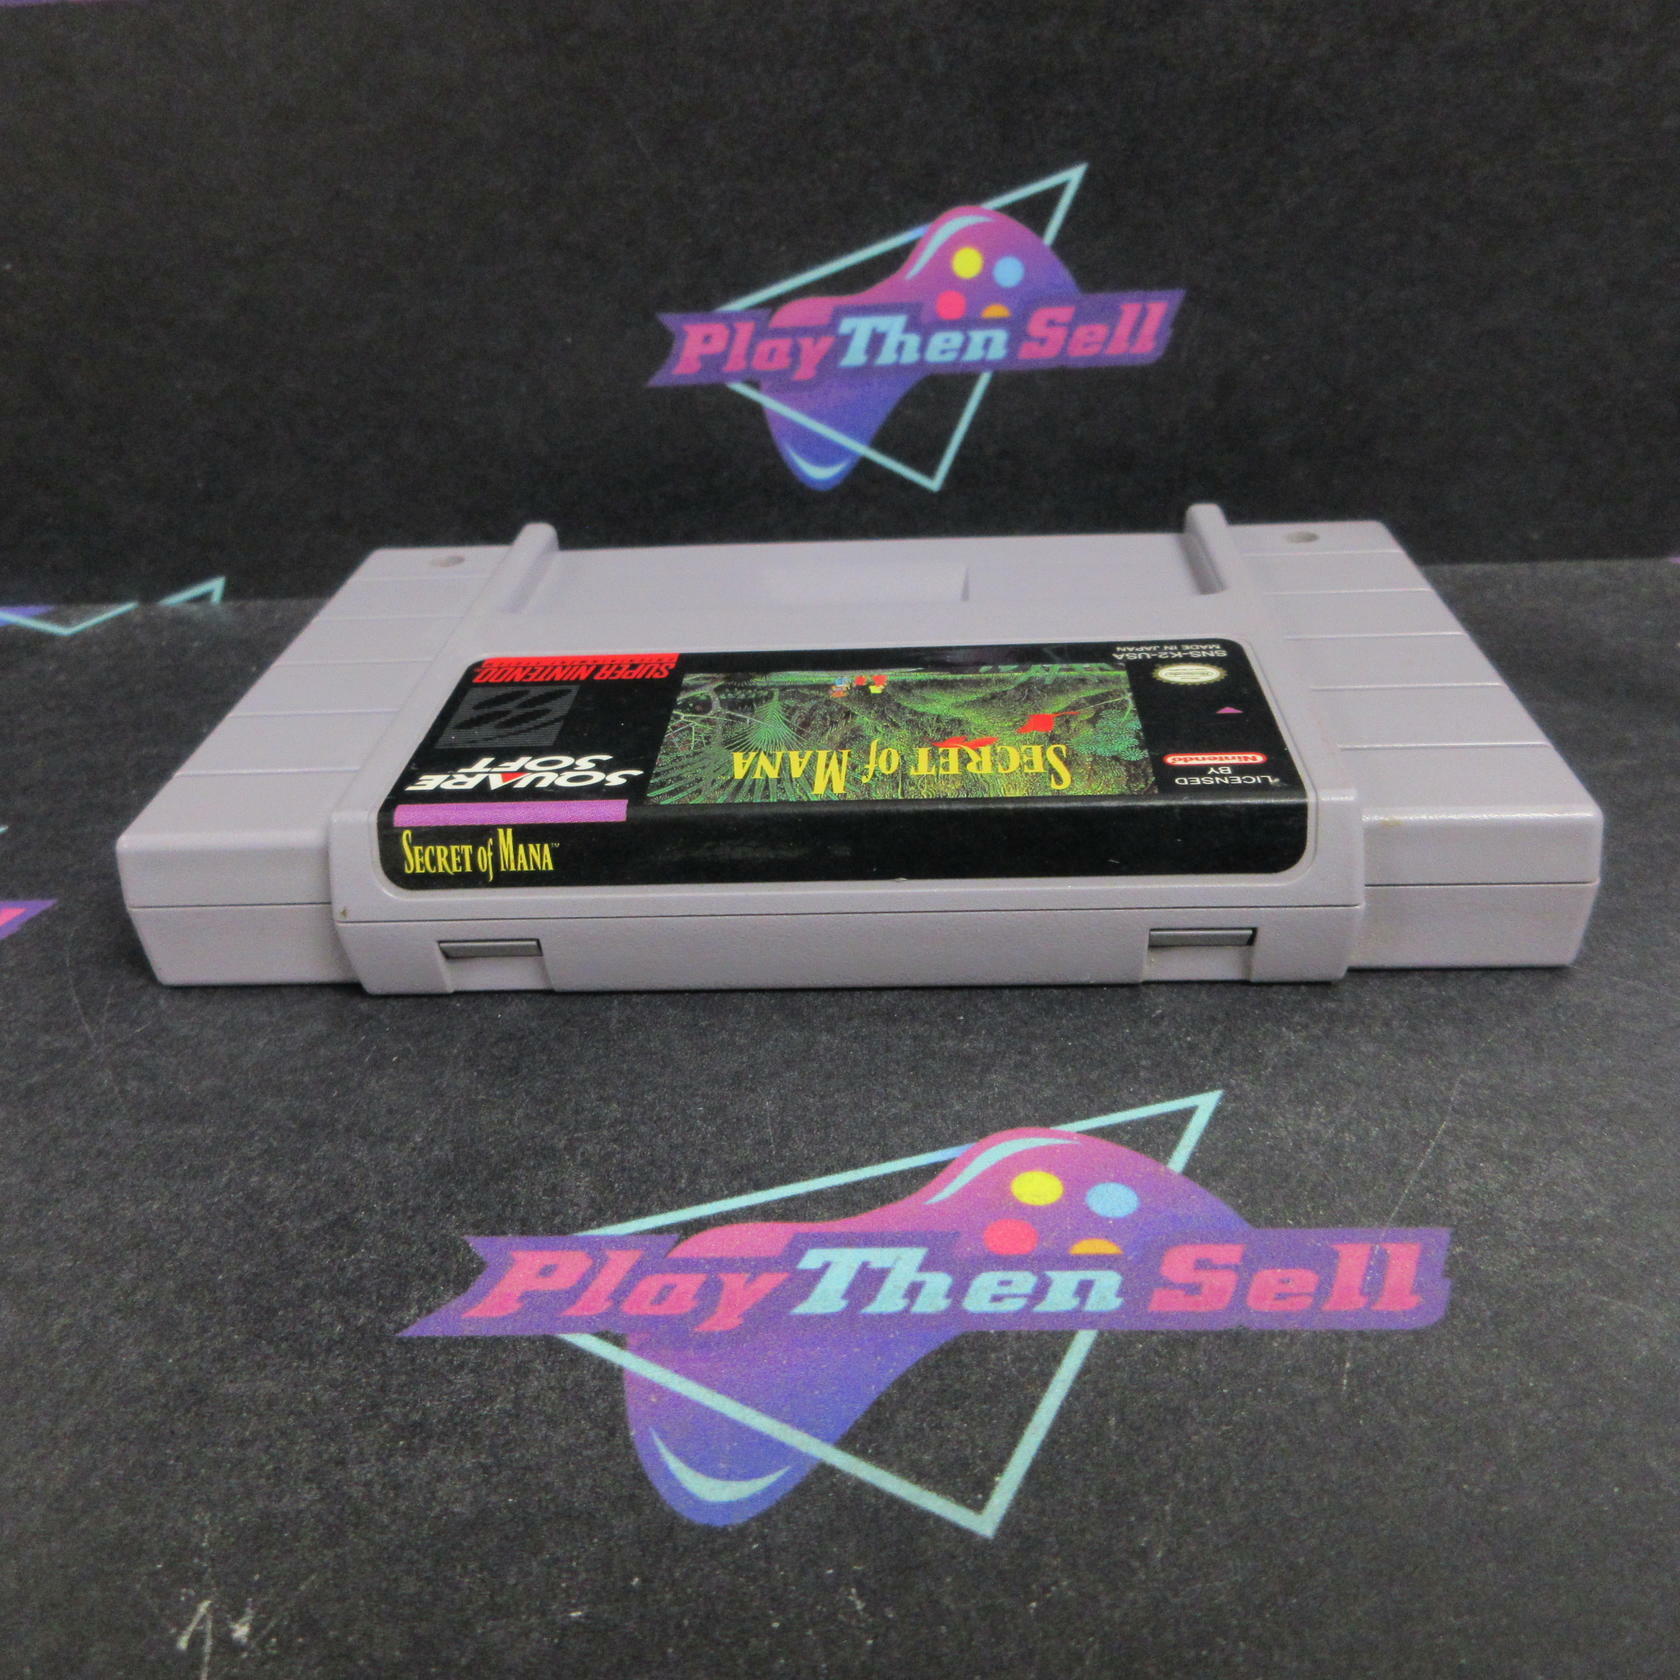 Play Then Sell
SUPER NINTENDO
SNS-K2-USA
MADE IN JAPAN
SECRET of MANA
SQUARE
SOFT
LICENSED
BY
Nintendo
SECRET of MANA™
Play Then Sell